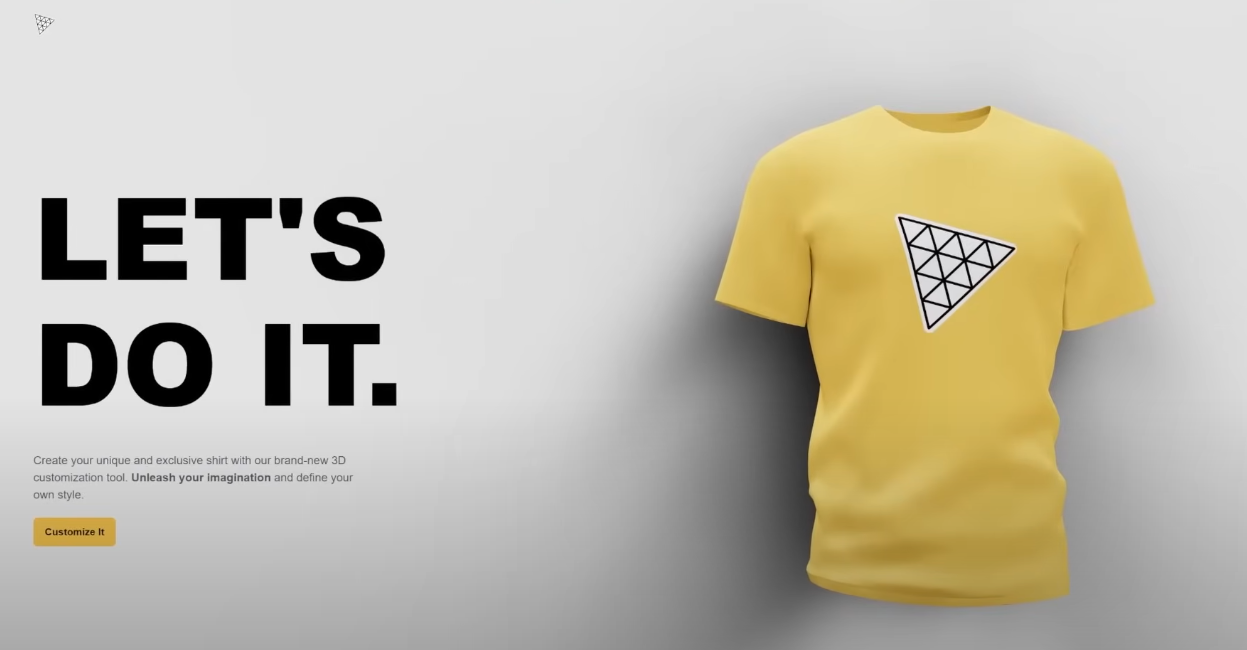 LET'S
DO IT.
Create your unique and exclusive shirt with our brand-new 3D
customization tool. Unleash your imagination and define your
own style.
Customize It